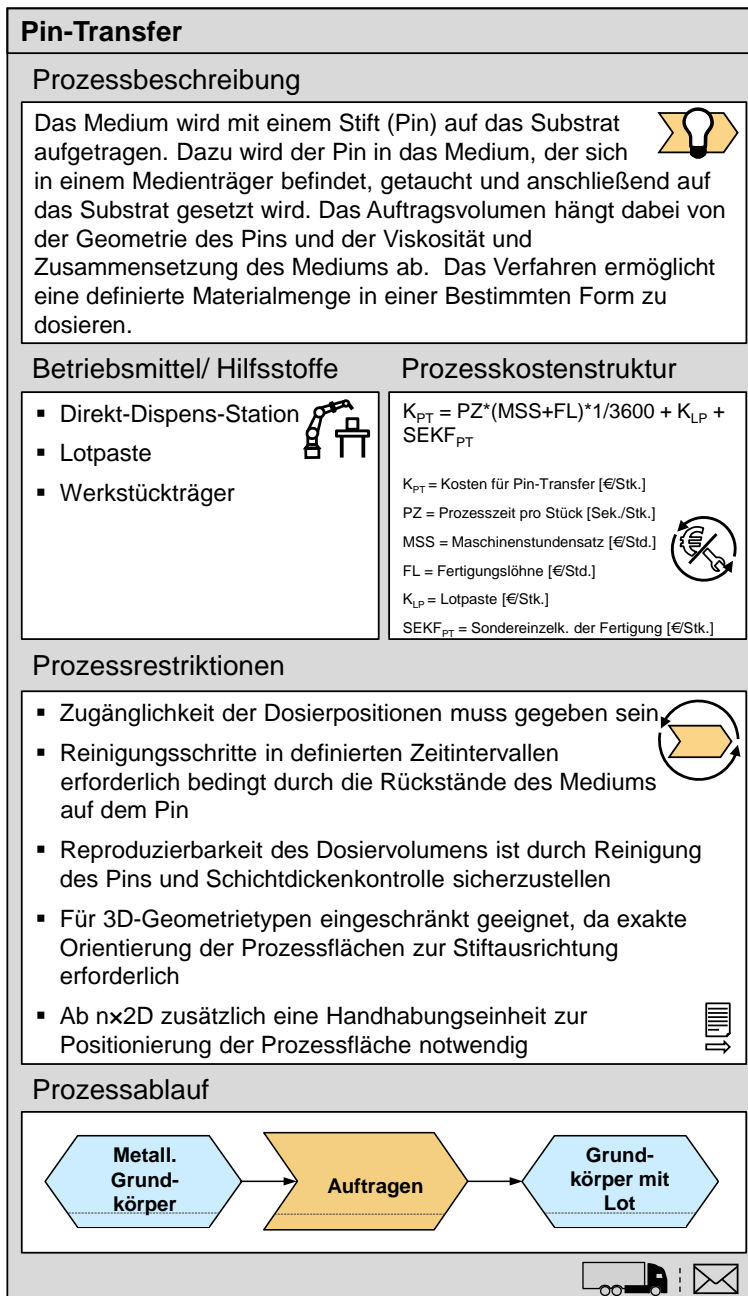 Pin-Transfer
Prozessbeschreibung
Das Medium wird mit einem Stift (Pin) auf das Substrat
aufgetragen. Dazu wird der Pin in das Medium, der sich
in einem Medienträger befindet, getaucht und anschließend auf
das Substrat gesetzt wird. Das Auftragsvolumen hängt dabei von
der Geometrie des Pins und der Viskosität und
Zusammensetzung des Mediums ab.  Das Verfahren ermöglicht
eine definierte Materialmenge in einer Bestimmten Form zu
dosieren.
Betriebsmittel/ Hilfsstoffe
▪ Direkt-Dispens-Station
▪ Lotpaste
▪ Werkstückträger
Prozesskostenstruktur
K_PT = PZ*(MSS+FL)*1/3600 + K_LP +
SEKF_PT
K_PT = Kosten für Pin-Transfer [€/Stk.]
PZ = Prozesszeit pro Stück [Sek./Stk.]
MSS = Maschinenstundensatz [€/Std.]
FL = Fertigungslöhne [€/Std.]
K_LP = Lotpaste [€/Stk.]
SEKF_PT = Sondereinzelk. der Fertigung [€/Stk.]
Prozessrestriktionen
▪ Zugänglichkeit der Dosierpositionen muss gegeben sein
▪ Reinigungsschritte in definierten Zeitintervallen
erforderlich bedingt durch die Rückstände des Mediums
auf dem Pin
▪ Reproduzierbarkeit des Dosiervolumens ist durch Reinigung
des Pins und Schichtdickenkontrolle sicherzustellen
▪ Für 3D-Geometrietypen eingeschränkt geeignet, da exakte
Orientierung der Prozessflächen zur Stiftausrichtung
erforderlich
▪ Ab n×2D zusätzlich eine Handhabungseinheit zur
Positionierung der Prozessfläche notwendig
Prozessablauf
Metall.
Grund-
körper
Auftragen
Grund-
körper mit
Lot